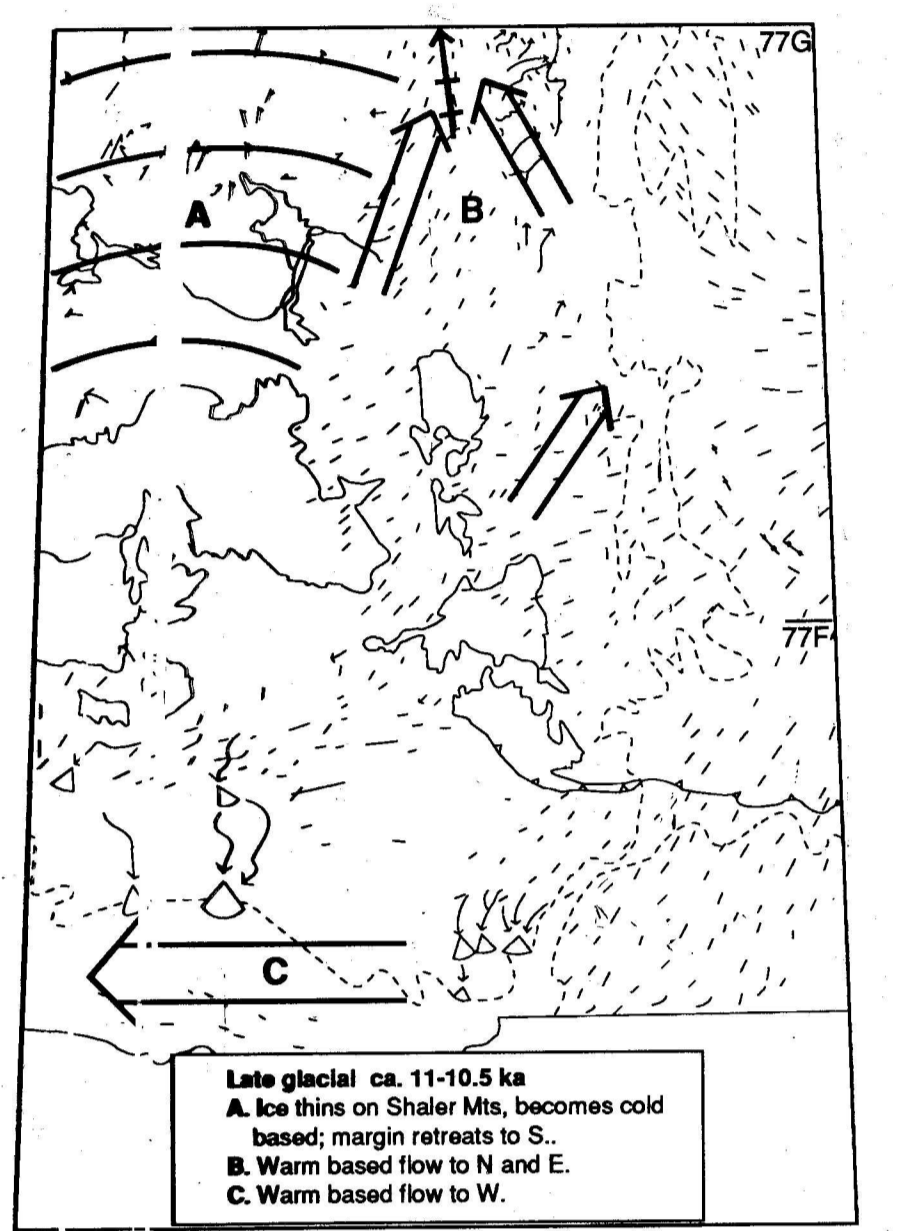 77G
A
B
77F
C
Late glacial ca. 11-10.5 ka
A. Ice thins on Shaler Mts, becomes cold
based; margin retreats to S..
B. Warm based flow to N and E.
C. Warm based flow to W.